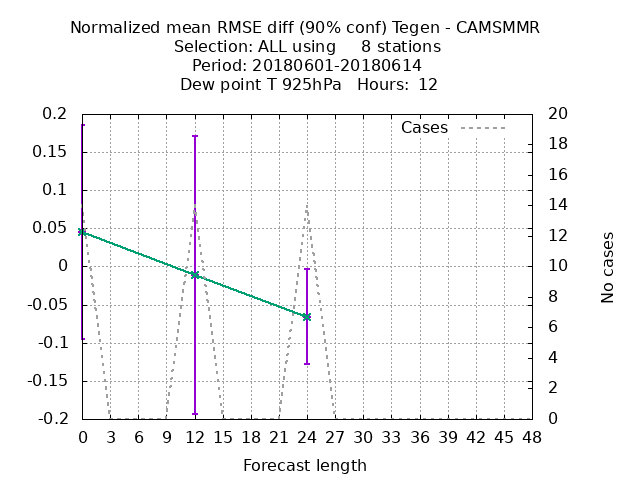 Normalized mean RMSE diff (90% conf) Tegen - CAMSMMR
Selection: ALL using 8 stations
Period: 20180601-20180614
Dew point T 925hPa Hours: 12
Cases
0.2
0.15
0.1
0.05
0
-0.05
-0.1
-0.15
-0.2
20
18
16
14
12
10
8
6
4
2
0
No cases
0 3 6 9 12 15 18 21 24 27 30 33 36 39 42 45 48
Forecast length